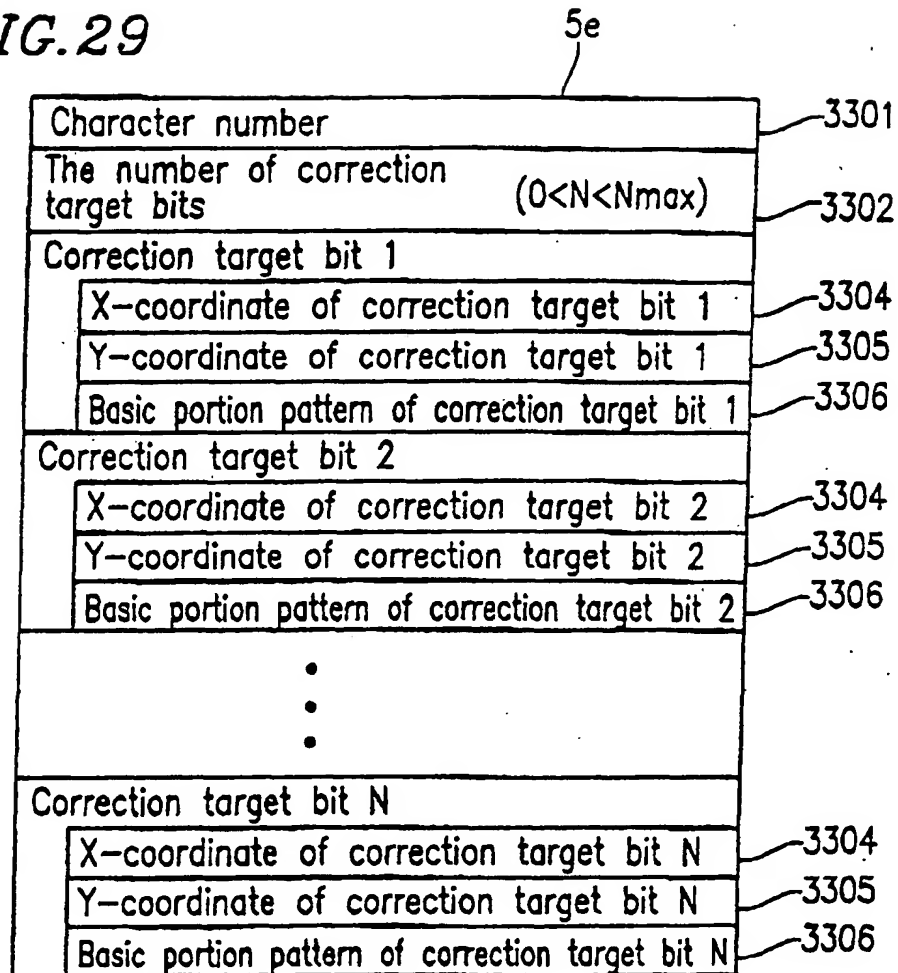 IG.29
5e
Character number
3301
The number of correction
target bits (0<N<Nmax)
3302
Correction target bit 1
X-coordinate of correction target bit 1
3304
Y-coordinate of correction target bit 1
3305
Basic portion pattern of correction target bit 1
3306
Correction target bit 2
X-coordinate of correction target bit 2
3304
Y-coordinate of correction target bit 2
3305
Basic portion pattern of correction target bit 2
3306
Correction target bit N
X-coordinate of correction target bit N
3304
Y-coordinate of correction target bit N
3305
Basic portion pattern of correction target bit N
3306